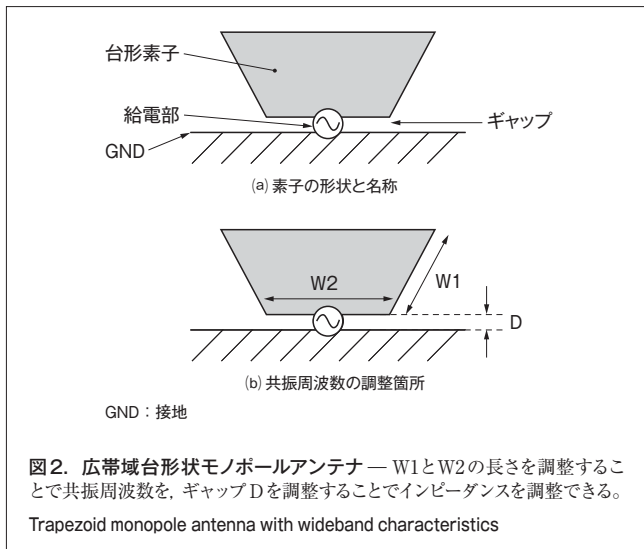 台形素子
給電部
ギャップ
GND
(a) 素子の形状と名称
W2
W1
D
(b) 共振周波数の調整箇所
GND：接地
図2．広帯域台形状モノポールアンテナ — W1とW2の長さを調整するこ
とで共振周波数を，ギャップDを調整することでインピーダンスを調整できる。
Trapezoid monopole antenna with wideband characteristics